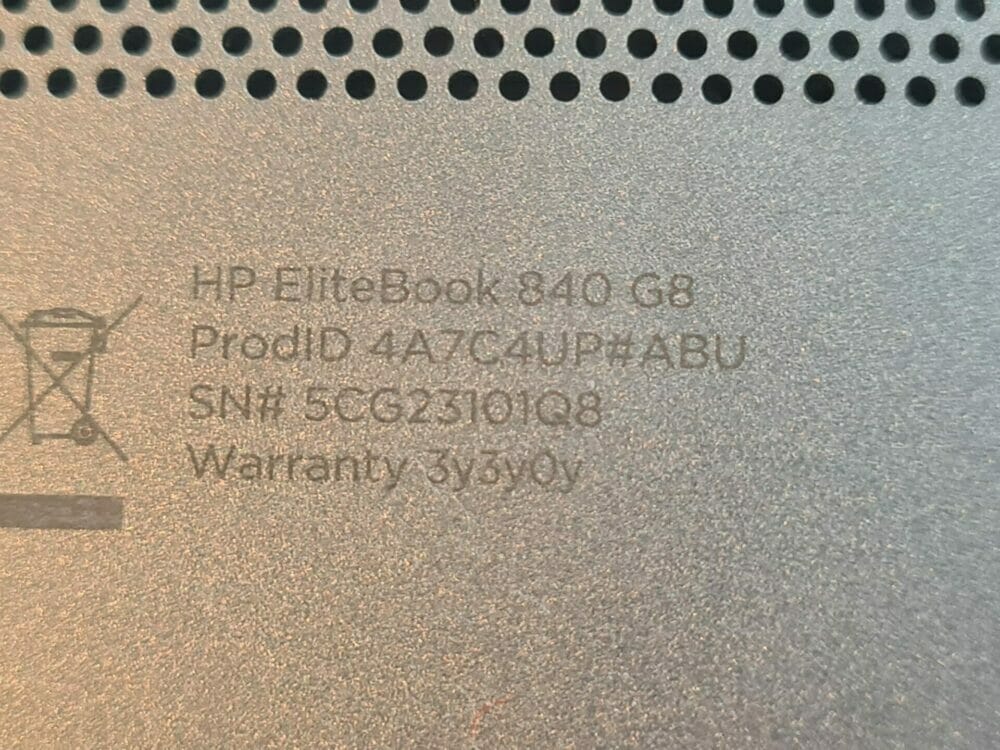 HP EliteBook 840 G8
ProdID 4A7C4UP#ABU
SN# 5CG23101Q8
Warranty 3y3y0y